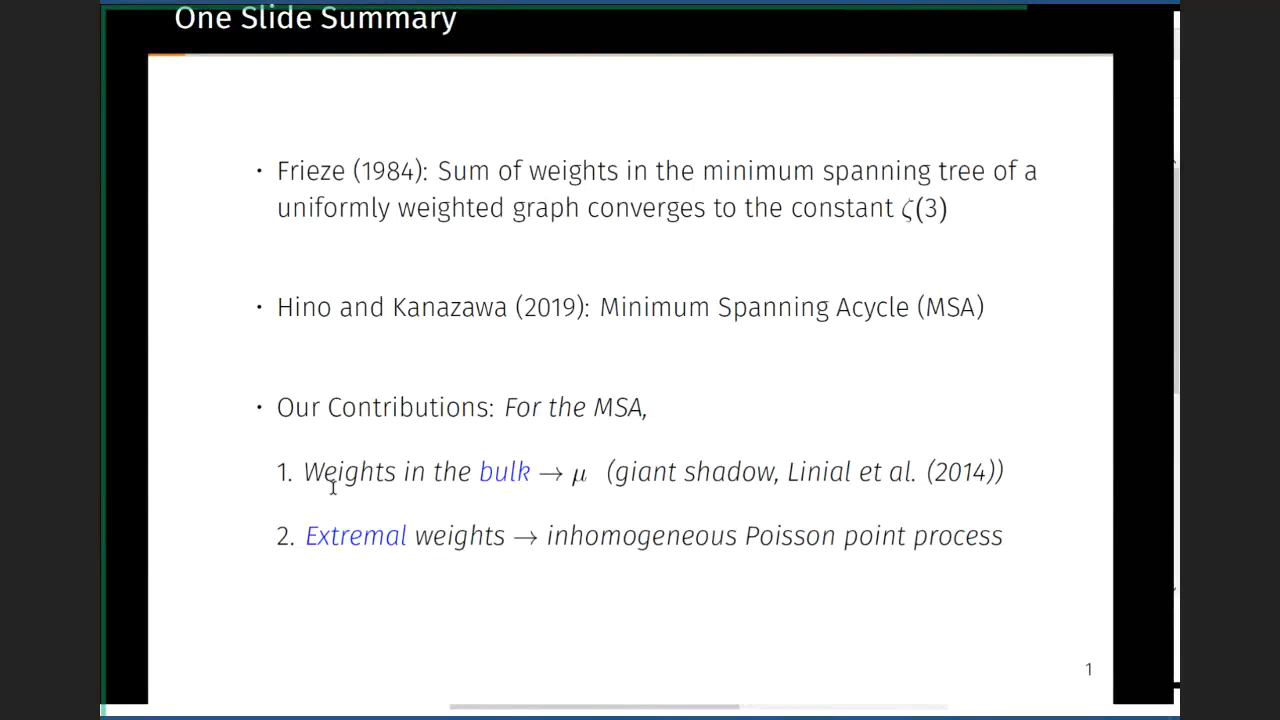 One Slide Summary
• Frieze (1984): Sum of weights in the minimum spanning tree of a
uniformly weighted graph converges to the constant ζ(3)
• Hino and Kanazawa (2019): Minimum Spanning Acycle (MSA)
• Our Contributions: For the MSA,
1. Weights in the bulk → μ (giant shadow, Linial et al. (2014))
2. Extremal weights → inhomogeneous Poisson point process
1